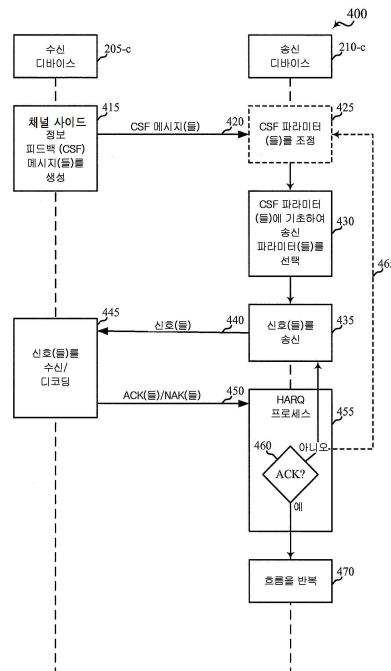 400
수신
디바이스
205-c
송신
디바이스
210-c
채널 사이드
정보
피드백 (CSF)
메시지(들)를
생성
415
CSF 메시지(들)
420
CSF 파라미터
(들)를 조정
425
CSF 파라미터
(들)에 기초하여
송신
파라미터(들)를
선택
430
신호(들)를
수신/
디코딩
445
신호(들)
440
신호(들)를
송신
435
ACK(들)/NAK(들)
450
HARQ
프로세스
455
460
ACK?
아니오
예
465
흐름을 반복
470